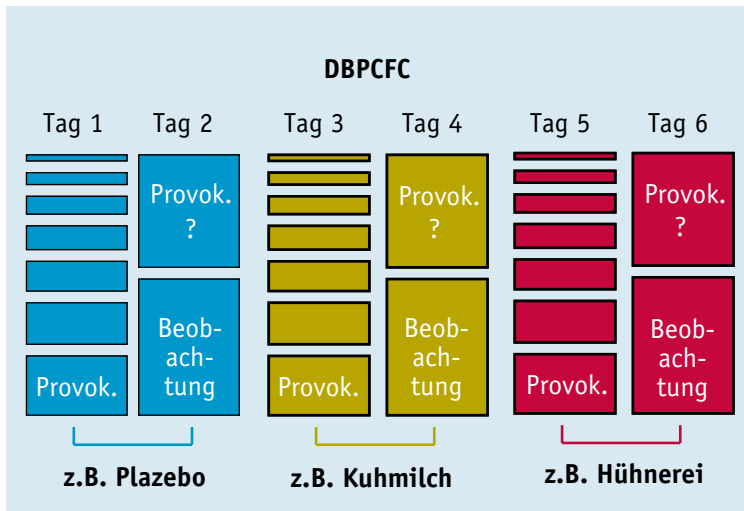 DBPCFC
Tag 1 Tag 2 Tag 3 Tag 4 Tag 5 Tag 6
Provok.
?
Beob-
ach-
tung
Provok.
Provok.
?
Beob-
ach-
tung
Provok.
Provok.
?
Beob-
ach-
tung
Provok.
z.B. Plazebo z.B. Kuhmilch z.B. Hühnerei